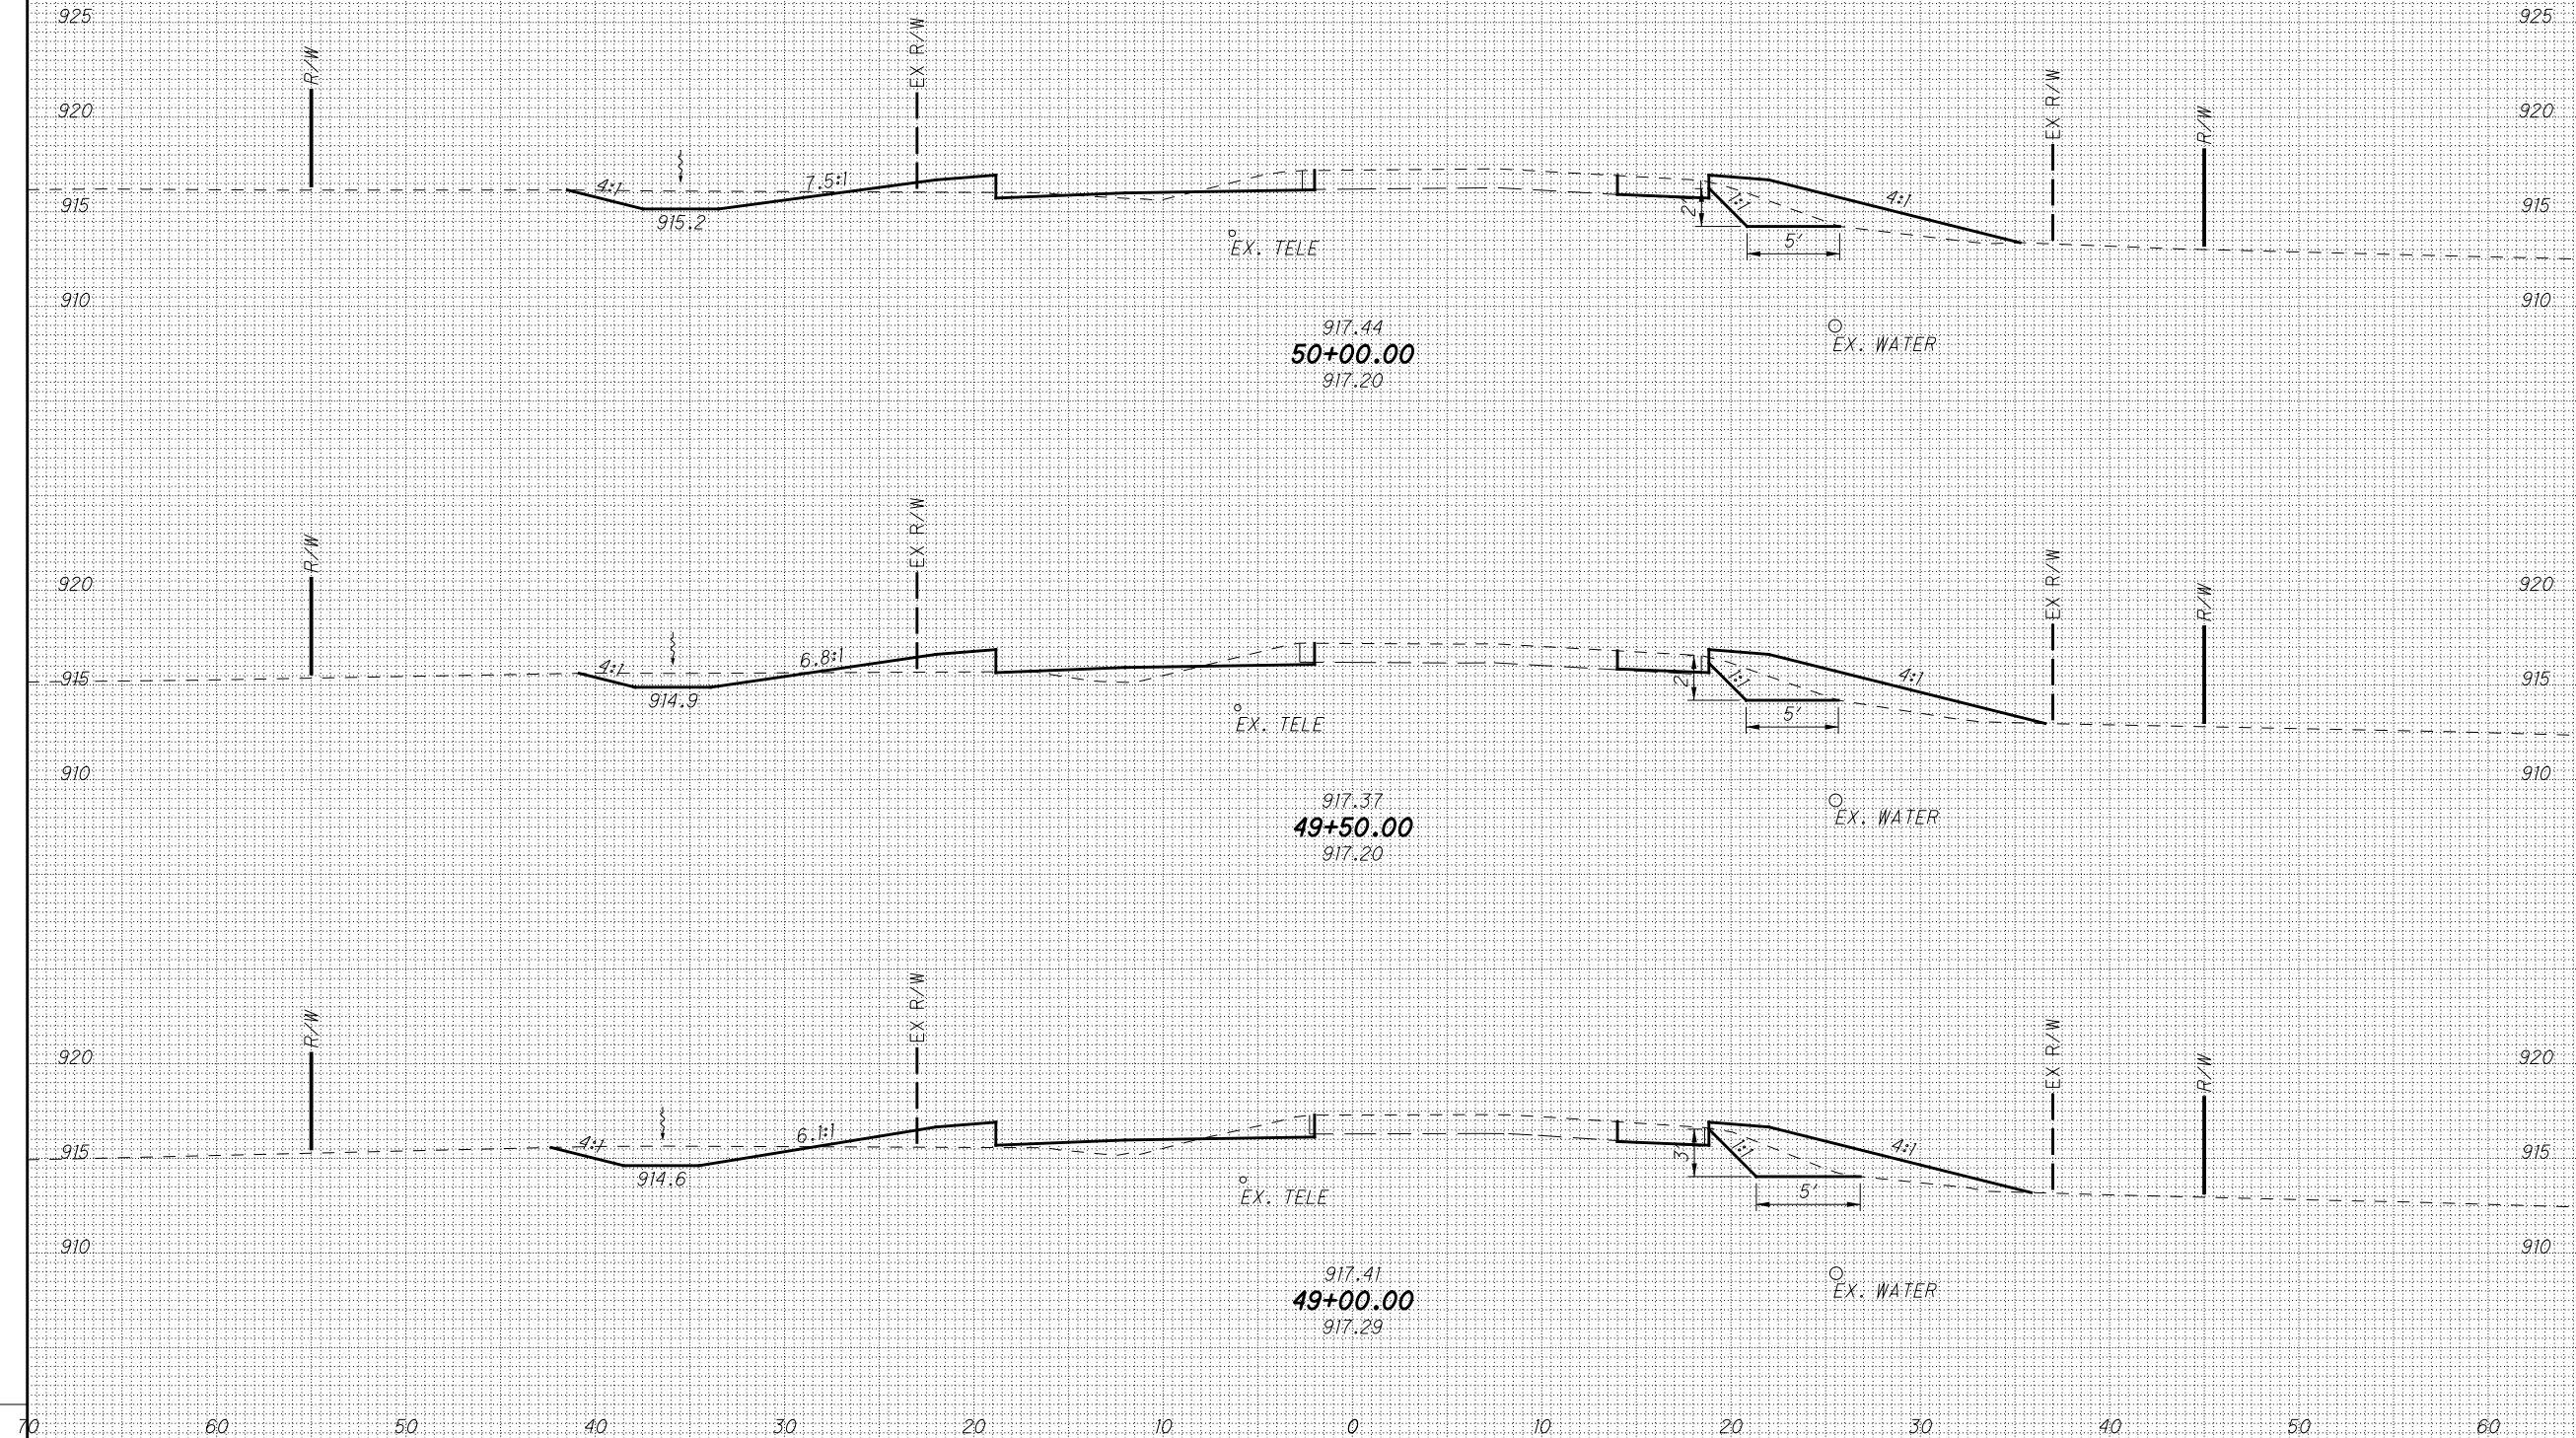 925 925
R/W EX R/W EX R/W R/W
920 920
4:1 7.5:1 1:1 4:1
915 915.2 2' 915
EX. TELE 5'
910 910
917.44
50+00.00
917.20
EX. WATER
R/W EX R/W EX R/W R/W
920 920
4:1 6.8:1 1:1 4:1
915 914.9 2' 915
EX. TELE 5'
910 910
917.37
49+50.00
917.20
EX. WATER
R/W EX R/W EX R/W R/W
920 920
4:1 6.1:1 1:1 4:1
915 914.6 3' 915
EX. TELE 5'
910 910
917.41
49+00.00
917.29
EX. WATER
70 60 50 40 30 20 10 0 10 20 30 40 50 60